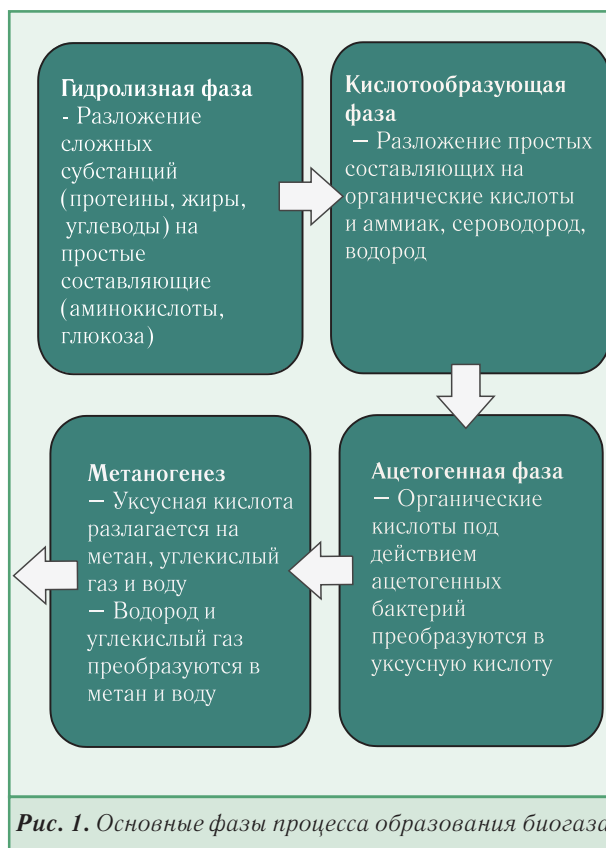 Гидролизная фаза
- Разложение
сложных
субстанций
(протеины, жиры,
углеводы) на
простые
составляющие
(аминокислоты,
глюкоза)
Кислотообразующая
фаза
— Разложение простых
составляющих на
органические кислоты
и аммиак, сероводород,
водород
Ацетогенная фаза
— Органические
кислоты под
действием
ацетогенных
бактерий
преобразуются в
уксусную кислоту
Метаногенез
— Уксусная кислота
разлагается на
метан, углекислый
газ и воду
— Водород и
углекислый газ
преобразуются в
метан и воду
Рис. 1. Основные фазы процесса образования биогаза